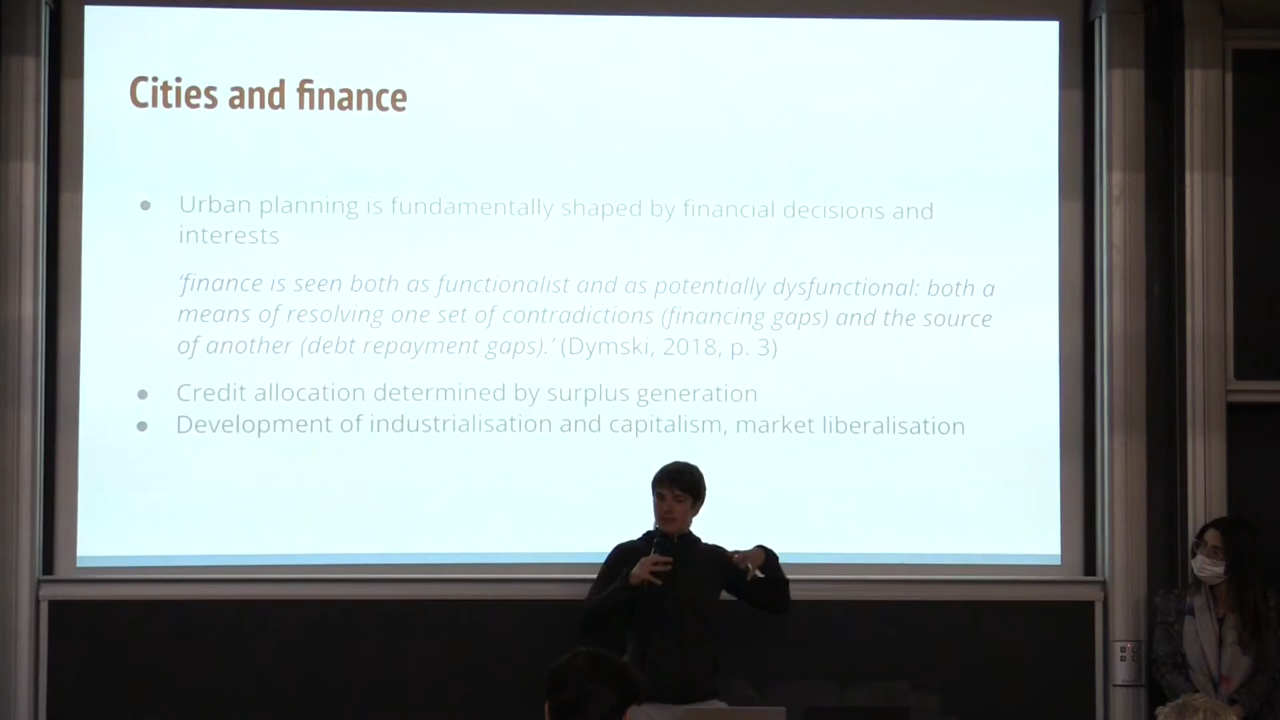 Cities and finance
● Urban planning is fundamentally shaped by financial decisions and
interests
‘finance is seen both as functionalist and as potentially dysfunctional: both a
means of resolving one set of contradictions (financing gaps) and the source
of another (debt repayment gaps).’ (Dymski, 2018, p. 3)
● Credit allocation determined by surplus generation
● Development of industrialisation and capitalism, market liberalisation